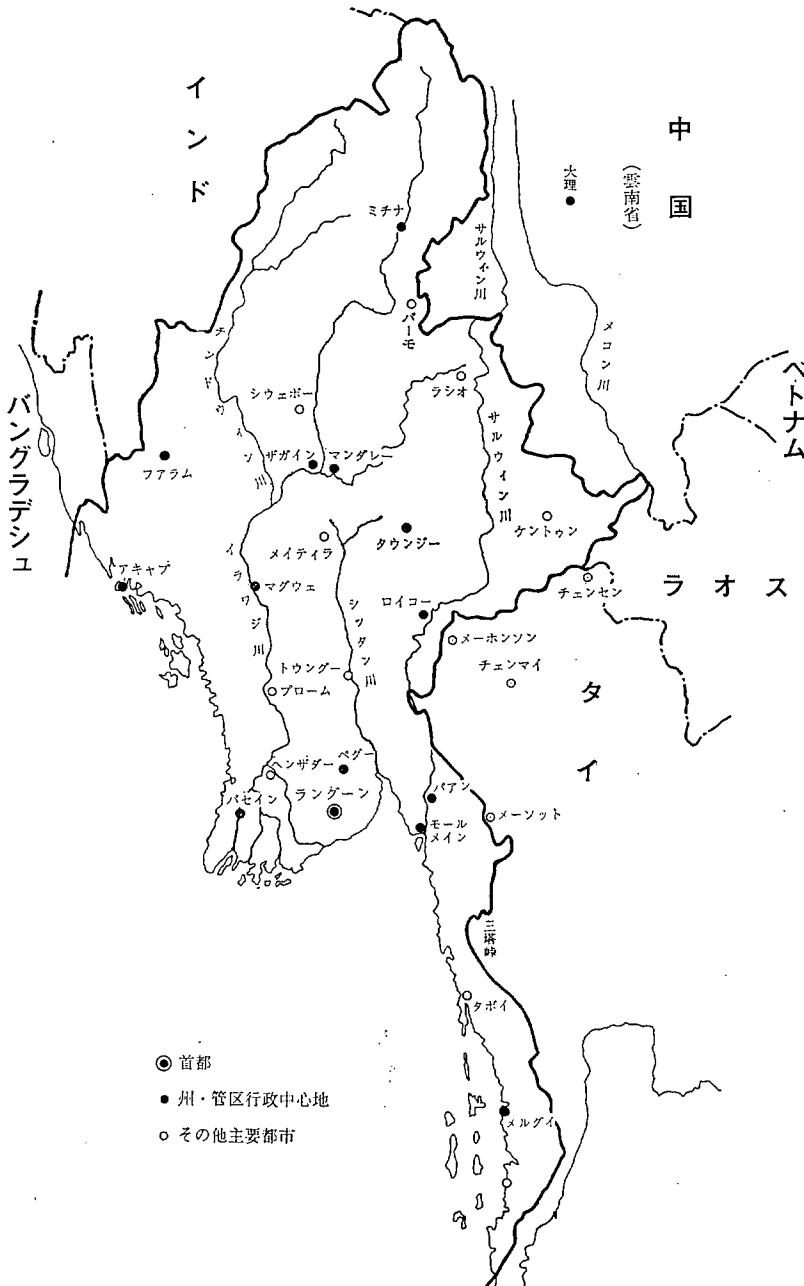 インド
中国
(雲南省)
大理
ミチナ
サルウィン川
バーモ
メコン川
チンドウィン川
シウェボー
ラシオ
サルウィン川
ベトナム
バングラデシュ
ファラム
ザガイン
マンダレー
ケントゥン
メイティラ
タウンジー
アキャブ
イラワジ川
マグウェ
シッタン川
ロイコー
チェンセン
ラオス
メーホンソン
チェンマイ
トウングー
プローム
タイ
ヘンザダー
ペグー
パアン
バセイン
ラングーン
モール
メイン
メーソット
三塔峠
タボイ
メルグイ
首都
州・管区行政中心地
その他主要都市